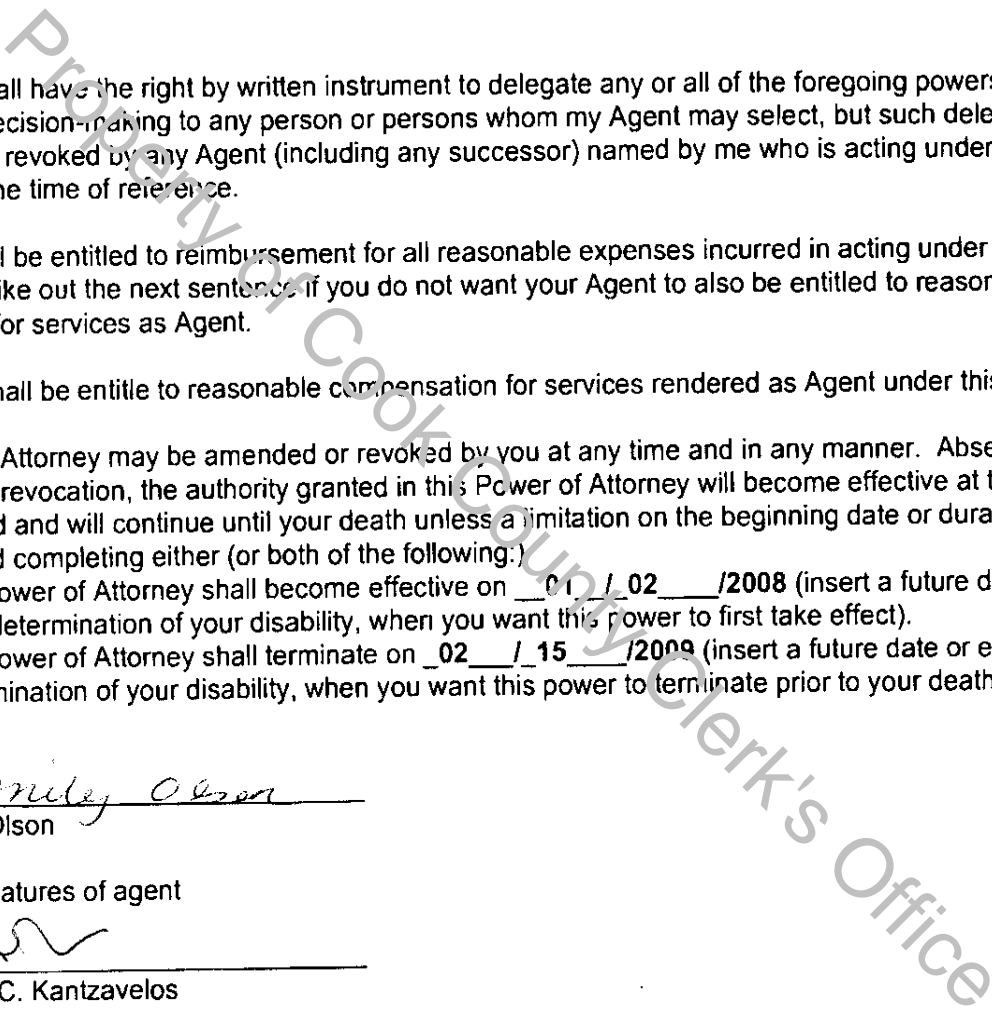 all have the right by written instrument to delegate any or all of the foregoing powers
ecision-making to any person or persons whom my Agent may select, but such dele
revoked by any Agent (including any successor) named by me who is acting under
he time of reference.
l be entitled to reimbursement for all reasonable expenses incurred in acting under
ike out the next sentence if you do not want your Agent to also be entitled to reason
for services as Agent.
hall be entitle to reasonable compensation for services rendered as Agent under this
Attorney may be amended or revoked by you at any time and in any manner. Abse
revocation, the authority granted in this Power of Attorney will become effective at t
d and will continue until your death unless a limitation on the beginning date or dura
d completing either (or both of the following:)
ower of Attorney shall become effective on __01__/_02____/2008 (insert a future d
determination of your disability, when you want this power to first take effect).
ower of Attorney shall terminate on _02___/_15____/2009 (insert a future date or e
nination of your disability, when you want this power to terminate prior to your death
mily Olson
Olson
atures of agent
C. Kantzavelos
Property of Cook County Clerk's Office